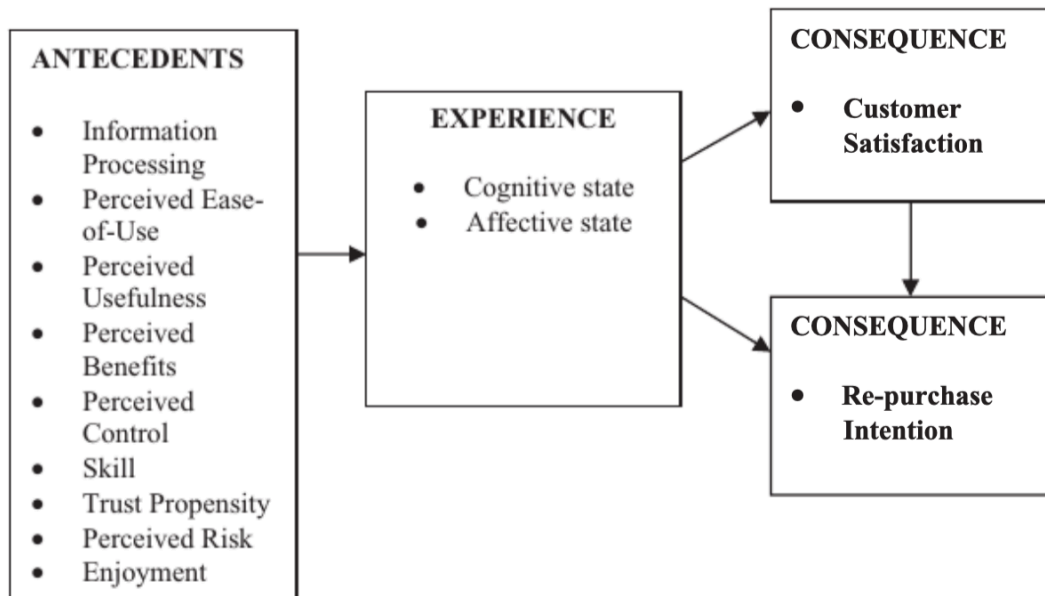 ANTECEDENTS
• Information
Processing
• Perceived Ease-
of-Use
• Perceived
Usefulness
• Perceived
Benefits
• Perceived
Control
• Skill
• Trust Propensity
• Perceived Risk
• Enjoyment
EXPERIENCE
• Cognitive state
• Affective state
CONSEQUENCE
• Customer
Satisfaction
CONSEQUENCE
• Re-purchase
Intention